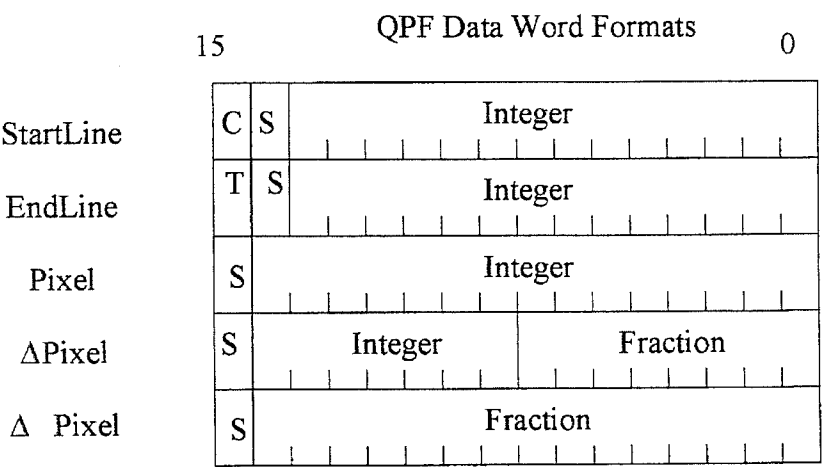 QPF Data Word Formats
15 0
StartLine C S Integer
EndLine T S Integer
Pixel S Integer
ΔPixel S Integer Fraction
Δ Pixel S Fraction